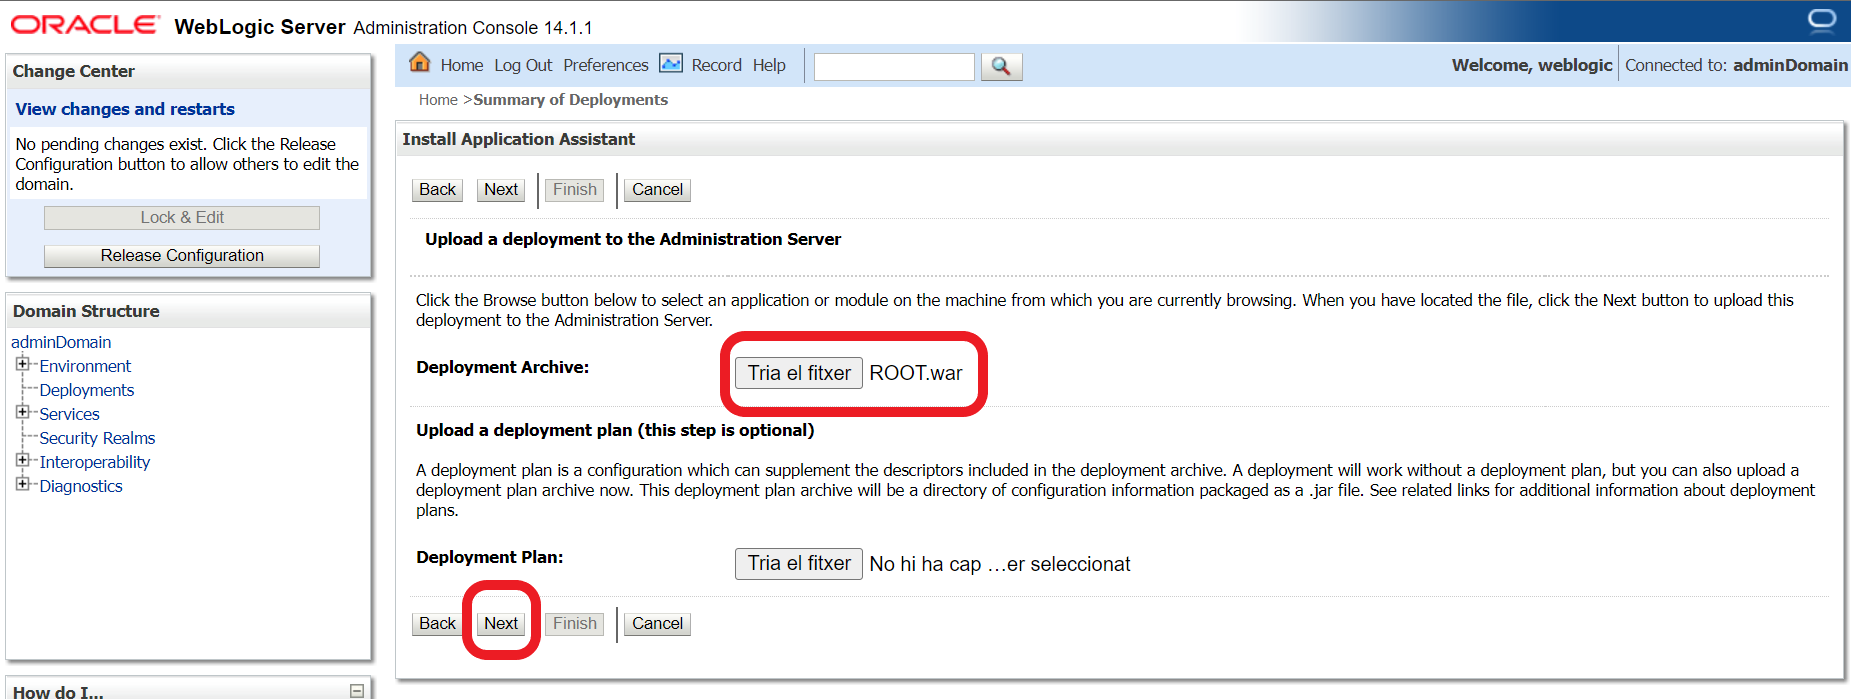 ORACLE WebLogic Server Administration Console 14.1.1
Change Center
View changes and restarts
No pending changes exist. Click the Release
Configuration button to allow others to edit the
domain.
Lock & Edit
Release Configuration
Domain Structure
adminDomain
Environment
Deployments
Services
Security Realms
Interoperability
Diagnostics
How do I...
Home Log Out Preferences Record Help
Welcome, weblogic Connected to: adminDomain
Home >Summary of Deployments
Install Application Assistant
Back Next Finish Cancel
Upload a deployment to the Administration Server
Click the Browse button below to select an application or module on the machine from which you are currently browsing. When you have located the file, click the Next button to upload this
deployment to the Administration Server.
Deployment Archive: Tria el fitxer ROOT.war
Upload a deployment plan (this step is optional)
A deployment plan is a configuration which can supplement the descriptors included in the deployment archive. A deployment will work without a deployment plan, but you can also upload a
deployment plan archive now. This deployment plan archive will be a directory of configuration information packaged as a .jar file. See related links for additional information about deployment
plans.
Deployment Plan: Tria el fitxer No hi ha cap …er seleccionat
Back Next Finish Cancel